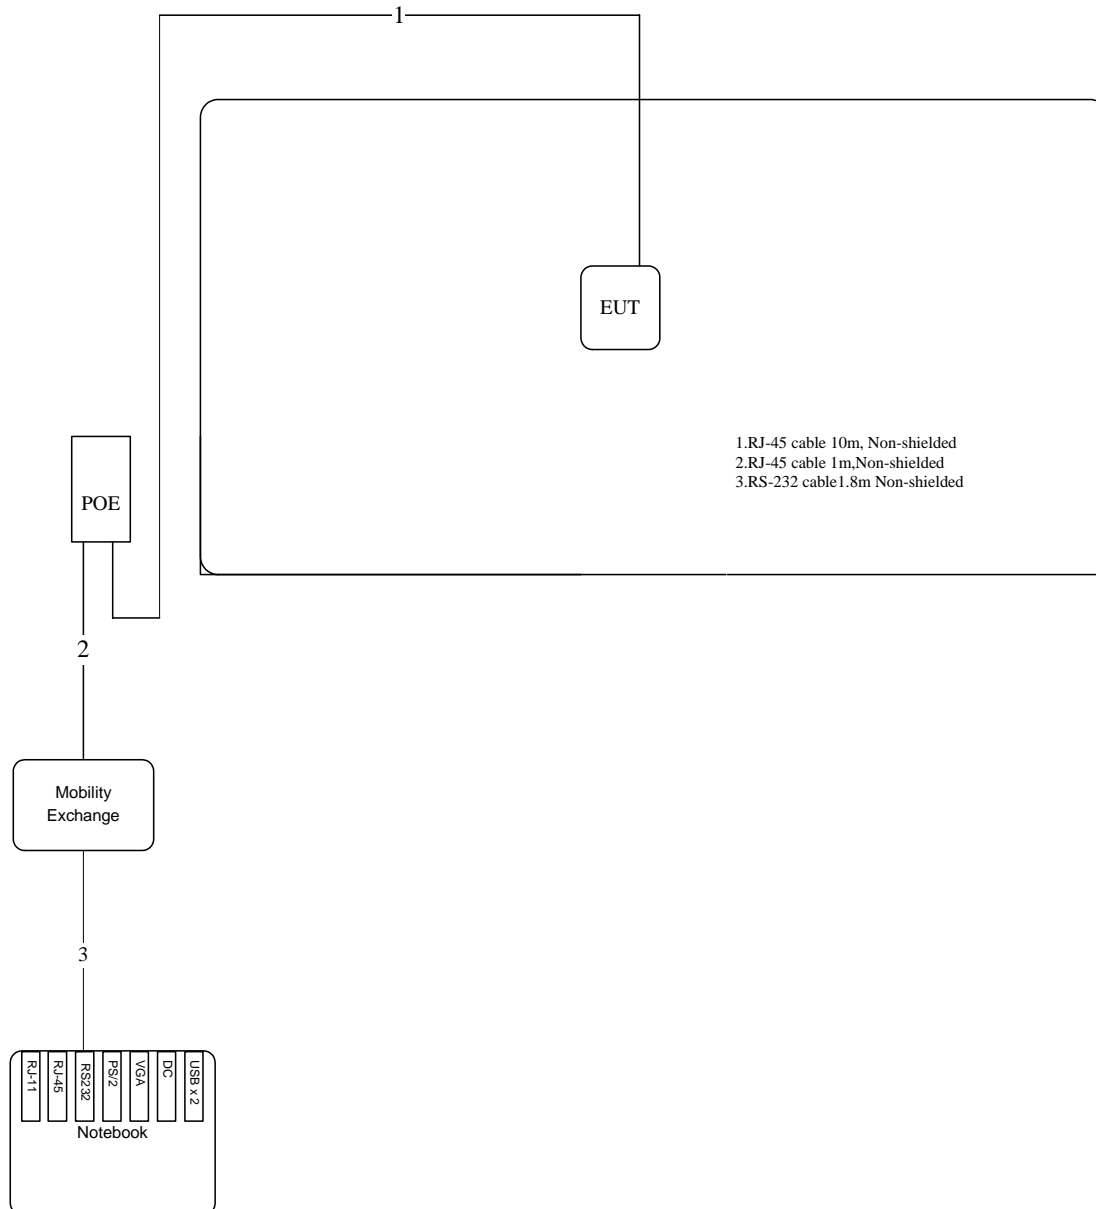 1
EUT
1.RJ-45 cable 10m, Non-shielded
2.RJ-45 cable 1m,Non-shielded
3.RS-232 cable1.8m Non-shielded
POE
2
Mobility
Exchange
3
RJ-11
RJ-45
RS232
PS/2
VGA
DC
USB x 2
Notebook